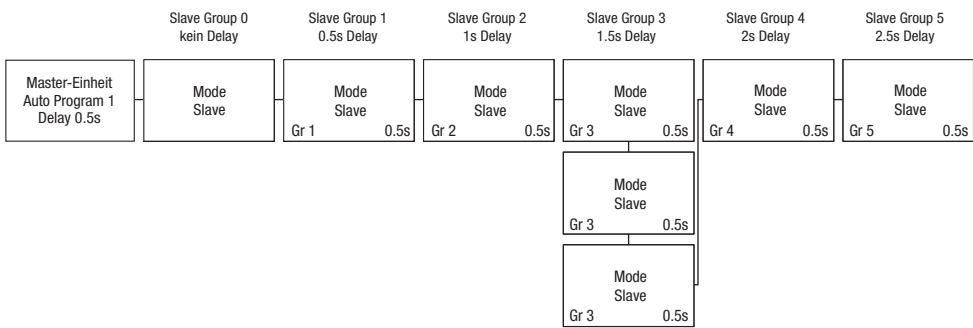 Slave Group 0
kein Delay
Slave Group 1
0.5s Delay
Slave Group 2
1s Delay
Slave Group 3
1.5s Delay
Slave Group 4
2s Delay
Slave Group 5
2.5s Delay
Master-Einheit
Auto Program 1
Delay 0.5s
Mode
Slave
Mode
Slave
Gr 1 0.5s
Mode
Slave
Gr 2 0.5s
Mode
Slave
Gr 3 0.5s
Mode
Slave
Gr 4 0.5s
Mode
Slave
Gr 5 0.5s
Mode
Slave
Gr 3 0.5s
Mode
Slave
Gr 3 0.5s